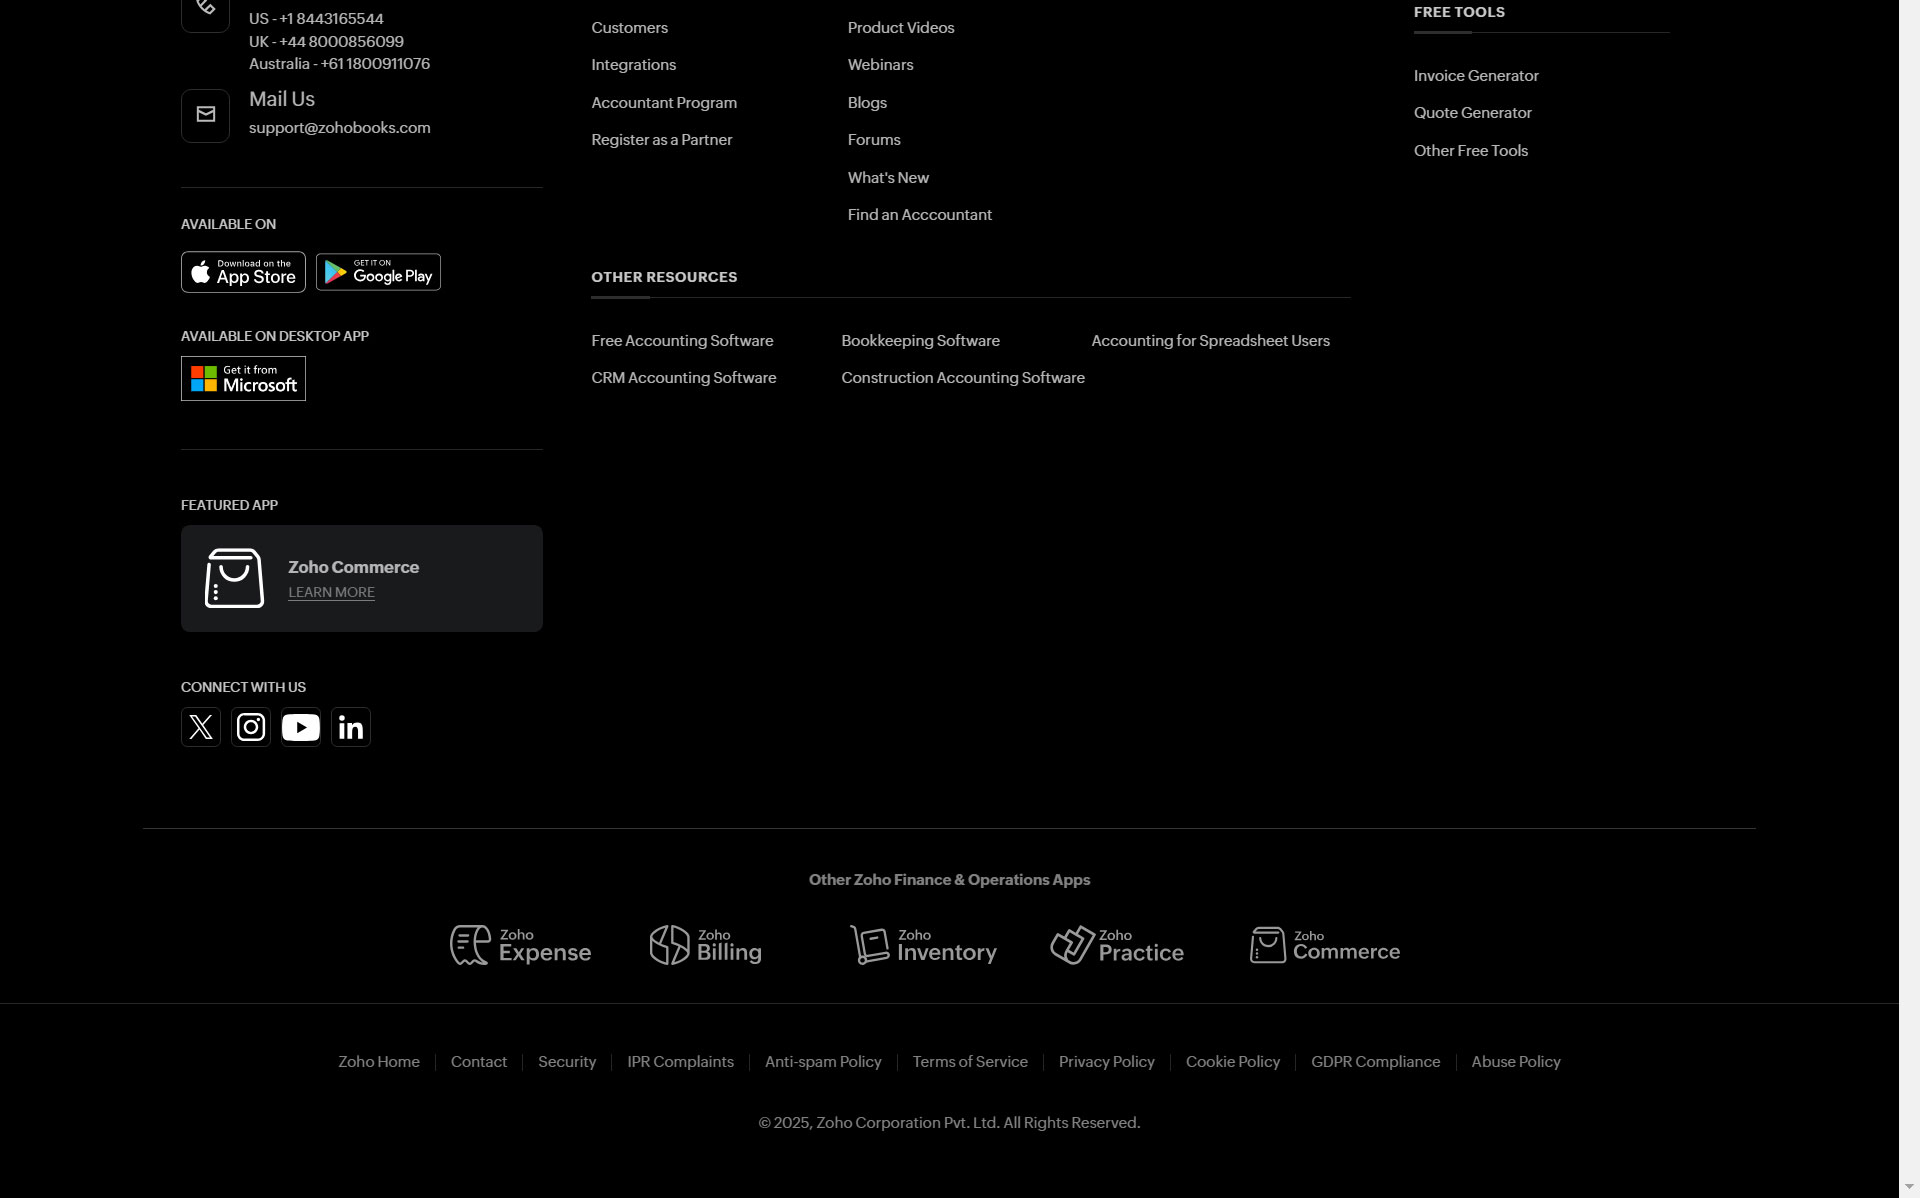 US - +1 8443165544
UK - +44 8000856099
Australia - +61 1800911076
Mail Us
support@zohobooks.com
AVAILABLE ON
Download on the
App Store
GET IT ON
Google Play
AVAILABLE ON DESKTOP APP
Get it from
Microsoft
FEATURED APP
Zoho Commerce
LEARN MORE
CONNECT WITH US
Customers
Integrations
Accountant Program
Register as a Partner
Product Videos
Webinars
Blogs
Forums
What's New
Find an Acccountant
FREE TOOLS
Invoice Generator
Quote Generator
Other Free Tools
OTHER RESOURCES
Free Accounting Software
Bookkeeping Software
Accounting for Spreadsheet Users
CRM Accounting Software
Construction Accounting Software
Other Zoho Finance & Operations Apps
Zoho
Expense
Zoho
Billing
Zoho
Inventory
Zoho
Practice
Zoho
Commerce
Zoho Home
Contact
Security
IPR Complaints
Anti-spam Policy
Terms of Service
Privacy Policy
Cookie Policy
GDPR Compliance
Abuse Policy
© 2025, Zoho Corporation Pvt. Ltd. All Rights Reserved.